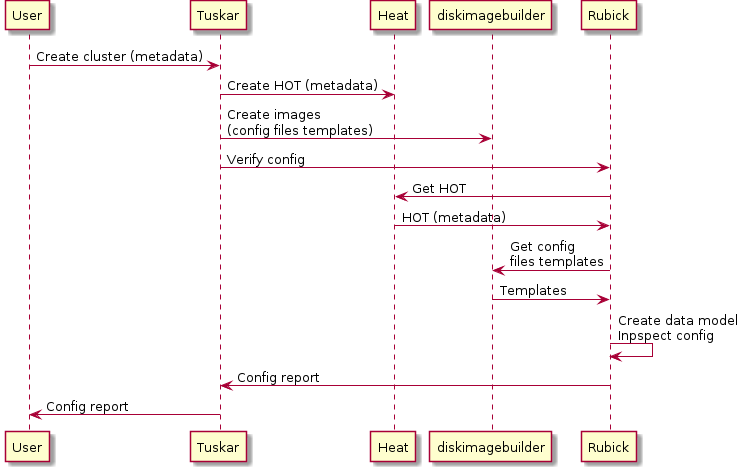 User Tuskar Heat diskimagebuilder Rubick
Create cluster (metadata)
Create HOT (metadata)
Create images
(config files templates)
Verify config
Get HOT
HOT (metadata)
Get config
files templates
Templates
Create data model
Inpspect config
Config report
Config report
User Tuskar Heat diskimagebuilder Rubick